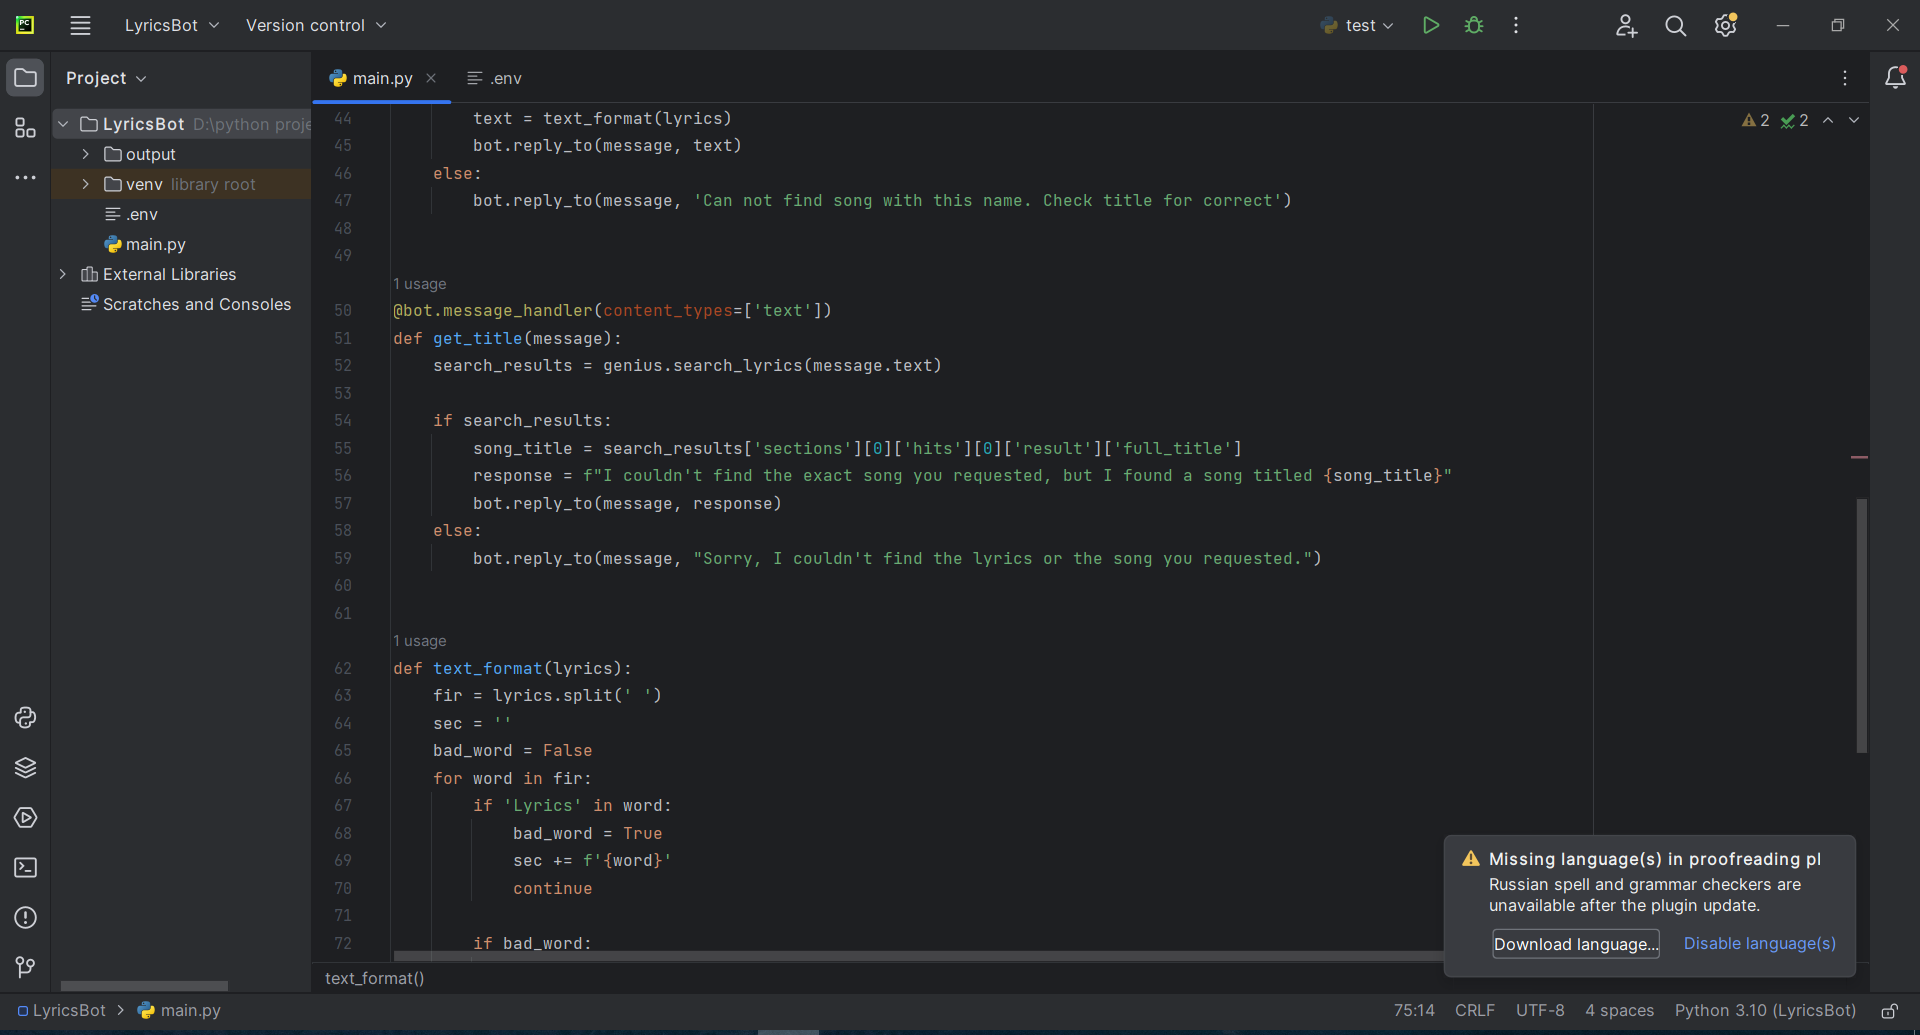 LyricsBot Version control test
Project
main.py .env
LyricsBot D:\python proje
output
venv library root
.env
main.py
External Libraries
Scratches and Consoles
2 2
44 text = text_format(lyrics)
45 bot.reply_to(message, text)
46 else:
47 bot.reply_to(message, 'Can not find song with this name. Check title for correct')
48
49
1 usage
50 @bot.message_handler(content_types=['text'])
51 def get_title(message):
52 search_results = genius.search_lyrics(message.text)
53
54 if search_results:
55 song_title = search_results['sections'][0]['hits'][0]['result']['full_title']
56 response = f"I couldn't find the exact song you requested, but I found a song titled {song_title}"
57 bot.reply_to(message, response)
58 else:
59 bot.reply_to(message, "Sorry, I couldn't find the lyrics or the song you requested.")
60
61
1 usage
62 def text_format(lyrics):
63 fir = lyrics.split(' ')
64 sec = ''
65 bad_word = False
66 for word in fir:
67 if 'Lyrics' in word:
68 bad_word = True
69 sec += f'{word}'
70 continue
71
72 if bad_word:
text_format()
Missing language(s) in proofreading pl
Russian spell and grammar checkers are
unavailable after the plugin update.
Download language... Disable language(s)
LyricsBot main.py
75:14 CRLF UTF-8 4 spaces Python 3.10 (LyricsBot)